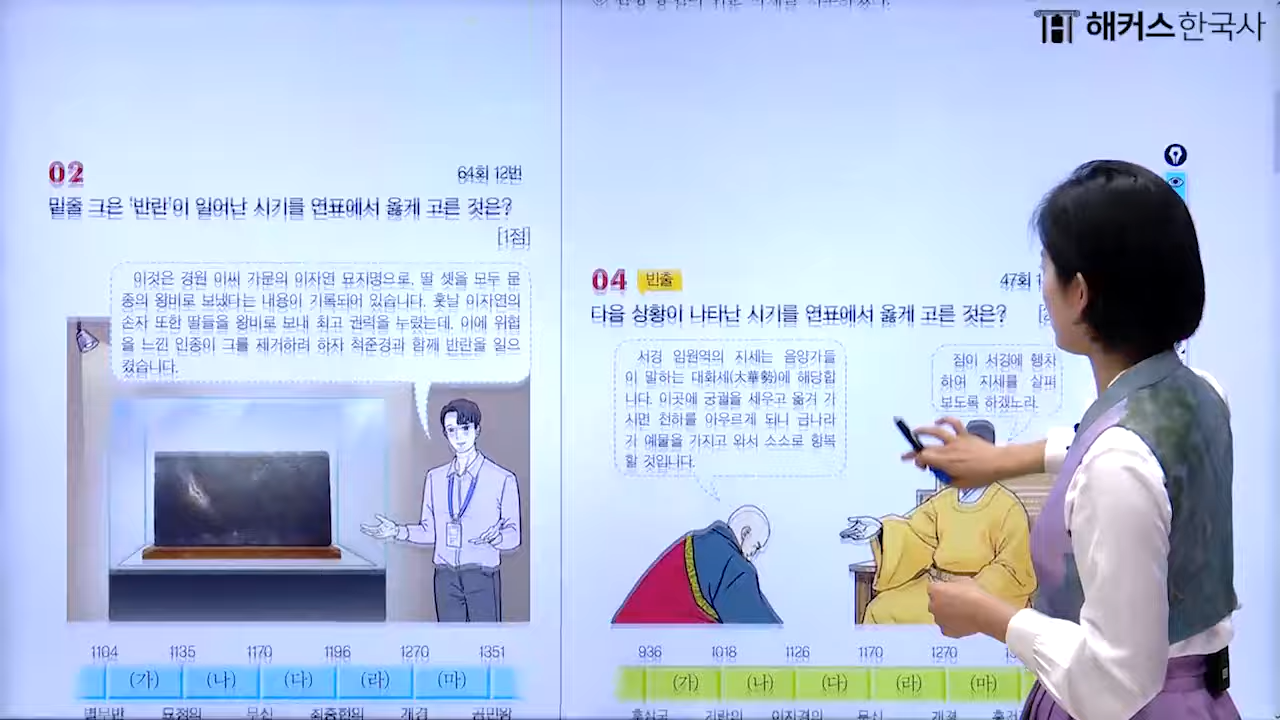 해커스한국사
02
64회 12번
밑줄 그은 '반란'이 일어난 시기를 연표에서 옳게 고른 것은?
[1점]
이것은 경원 이씨 가문의 이자연 묘지명으로, 딸 셋을 모두 문
종의 왕비로 보냈다는 내용이 기록되어 있습니다. 훗날 이자연의
손자 또한 딸들을 왕비로 보내 최고 권력을 누렸는데, 이에 위협
을 느낀 인종이 그를 제거하려 하자 척준경과 함께 반란을 일으
켰습니다.
1104 1135 1170 1196 1270 1351
(가) (나) (다) (라) (마)
별무반 묘청의 무신 최충헌의 개경 공민왕
04 빈출
47회
다음 상황이 나타난 시기를 연표에서 옳게 고른 것은?
서경 임원역의 지세는 음양가들
이 말하는 대화세(大華勢)에 해당합
니다. 이곳에 궁궐을 세우고 옮겨 가
시면 천하를 아우르게 되니 금나라
가 예물을 가지고 와서 스스로 항복
할 것입니다.
짐이 서경에 행차
하여 지세를 살펴
보도록 하겠노라.
936 1018 1126 1170 1270
(가) (나) (다) (라) (마)
후삼국 거란의 이자겸의 무신 개경